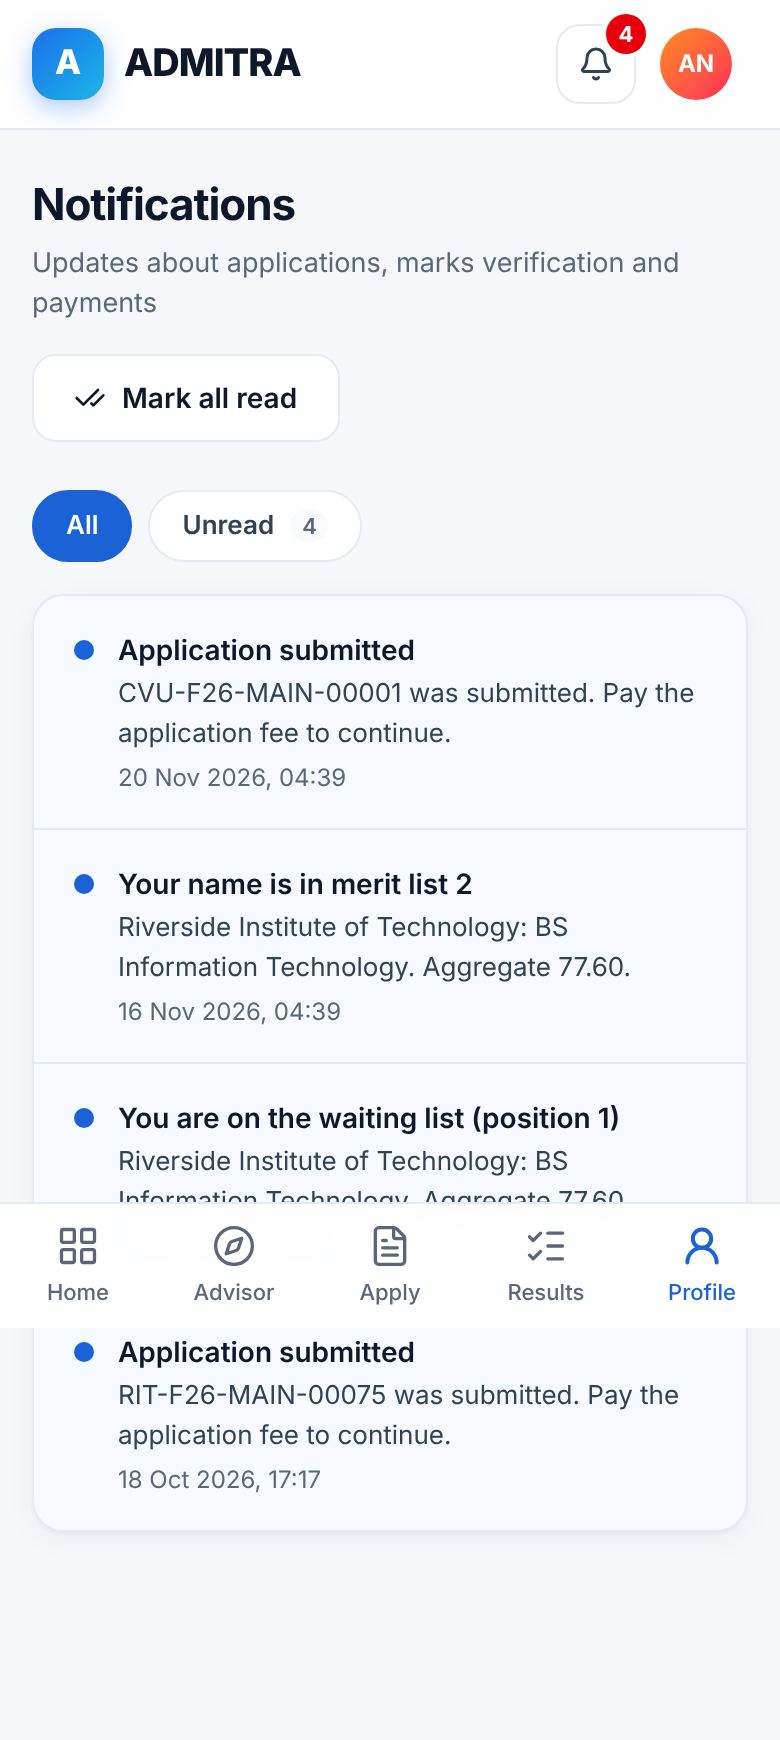 A ADMITRA 4 AN
Notifications
Updates about applications, marks verification and
payments
Mark all read
All Unread 4
Application submitted
CVU-F26-MAIN-00001 was submitted. Pay the
application fee to continue.
20 Nov 2026, 04:39
Your name is in merit list 2
Riverside Institute of Technology: BS
Information Technology. Aggregate 77.60.
16 Nov 2026, 04:39
You are on the waiting list (position 1)
Riverside Institute of Technology: BS
Information Technology. Aggregate 77.60
Home Advisor Apply Results Profile
Application submitted
RIT-F26-MAIN-00075 was submitted. Pay the
application fee to continue.
18 Oct 2026, 17:17